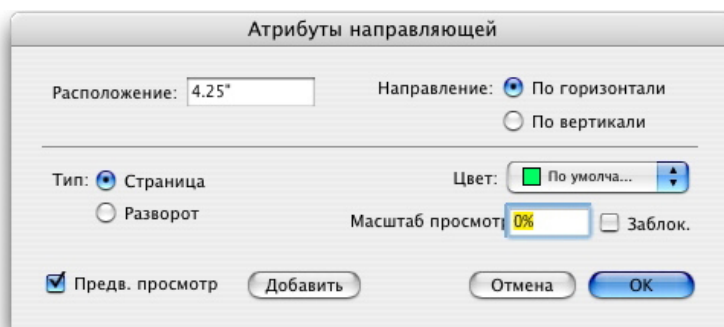 Атрибуты направляющей
Расположение: 4.25" Направление: По горизонтали
По вертикали
Тип: Страница Цвет: По умолча...
Разворот Масштаб просмот 0% Заблок.
Предв. просмотр Добавить Отмена OK